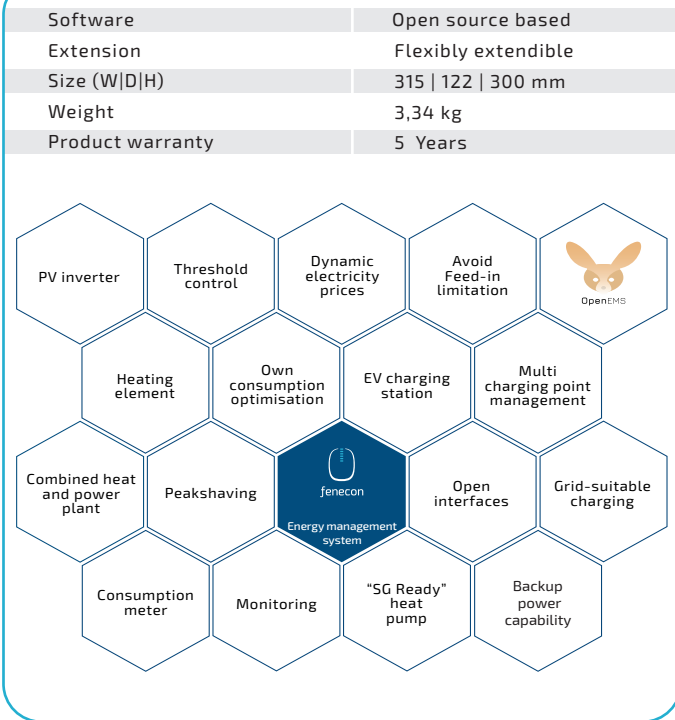 Software Open source based
Extension Flexibly extendible
Size (W|D|H) 315 | 122 | 300 mm
Weight 3,34 kg
Product warranty 5 Years
PV inverter
Threshold
control
Dynamic
electricity
prices
Avoid
Feed-in
limitation
OpenEMS
Heating
element
Own
consumption
optimisation
EV charging
station
Multi
charging point
management
Combined heat
and power
plant
Peakshaving
fenecon
Energy management
system
Open
interfaces
Grid-suitable
charging
Consumption
meter
Monitoring
“SG Ready”
heat
pump
Backup
power
capability